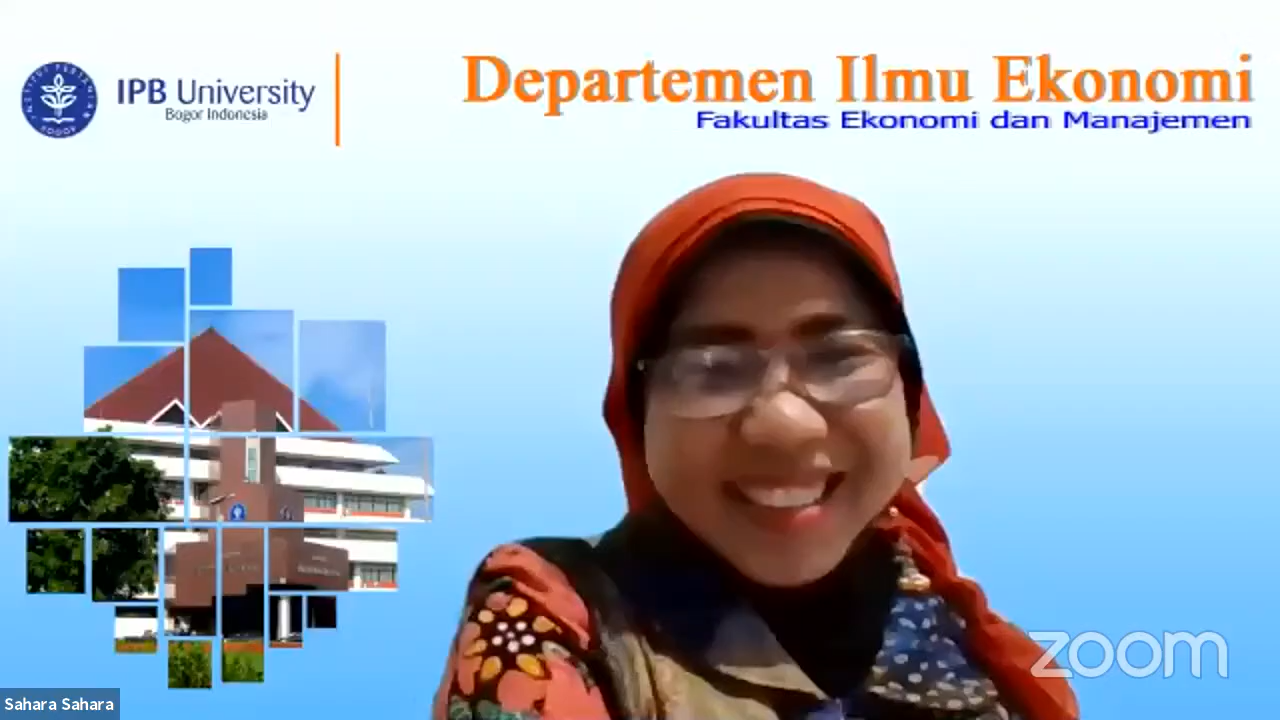 IPB University
Bogor Indonesia
Departemen Ilmu Ekonomi
Fakultas Ekonomi dan Manajemen
zoom
Sahara Sahara